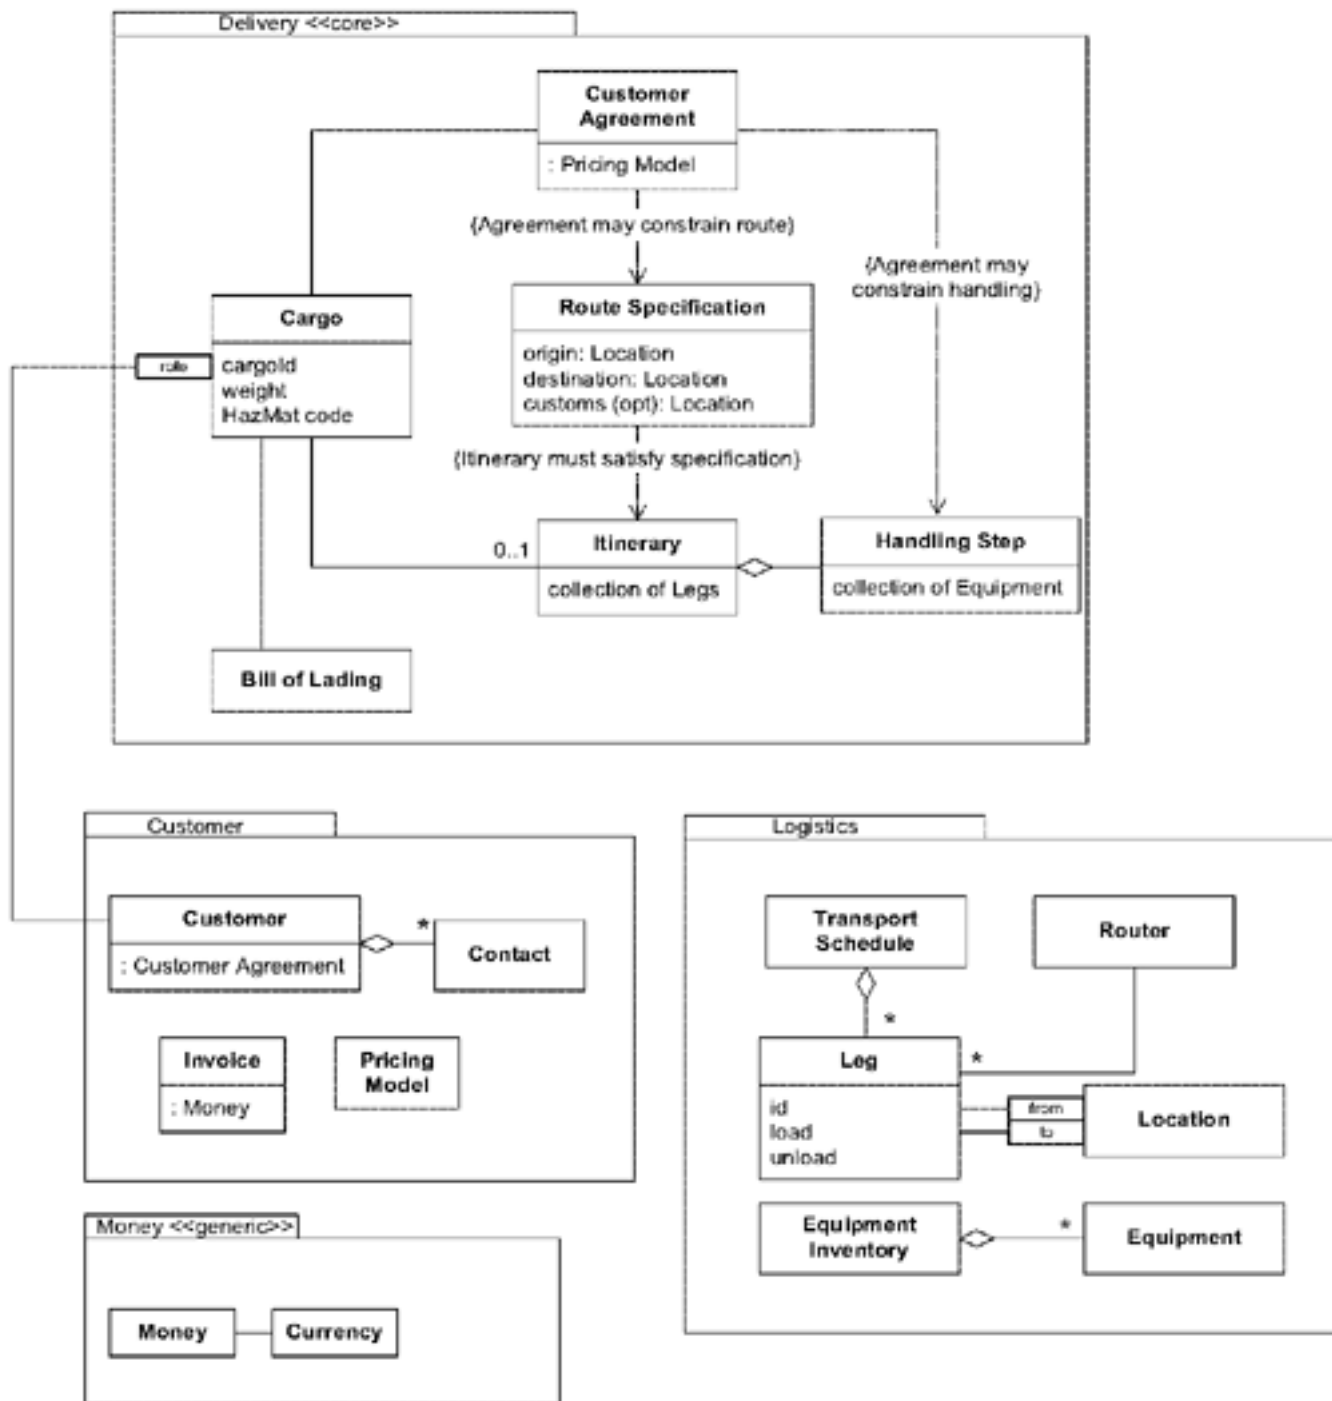 Delivery <<core>>
Customer
Agreement
: Pricing Model
{Agreement may constrain route}
{Agreement may
constrain handling}
Cargo
role
cargoId
weight
HazMat code
Route Specification
origin: Location
destination: Location
customs (opt): Location
{Itinerary must satisfy specification}
0..1
Itinerary
collection of Legs
Handling Step
collection of Equipment
Bill of Lading
Customer
Customer
: Customer Agreement
*
Contact
Invoice
: Money
Pricing
Model
Money <<generic>>
Money
Currency
Logistics
Transport
Schedule
Router
*
Leg
*
id
load
unload
from
to
Location
Equipment
Inventory
*
Equipment